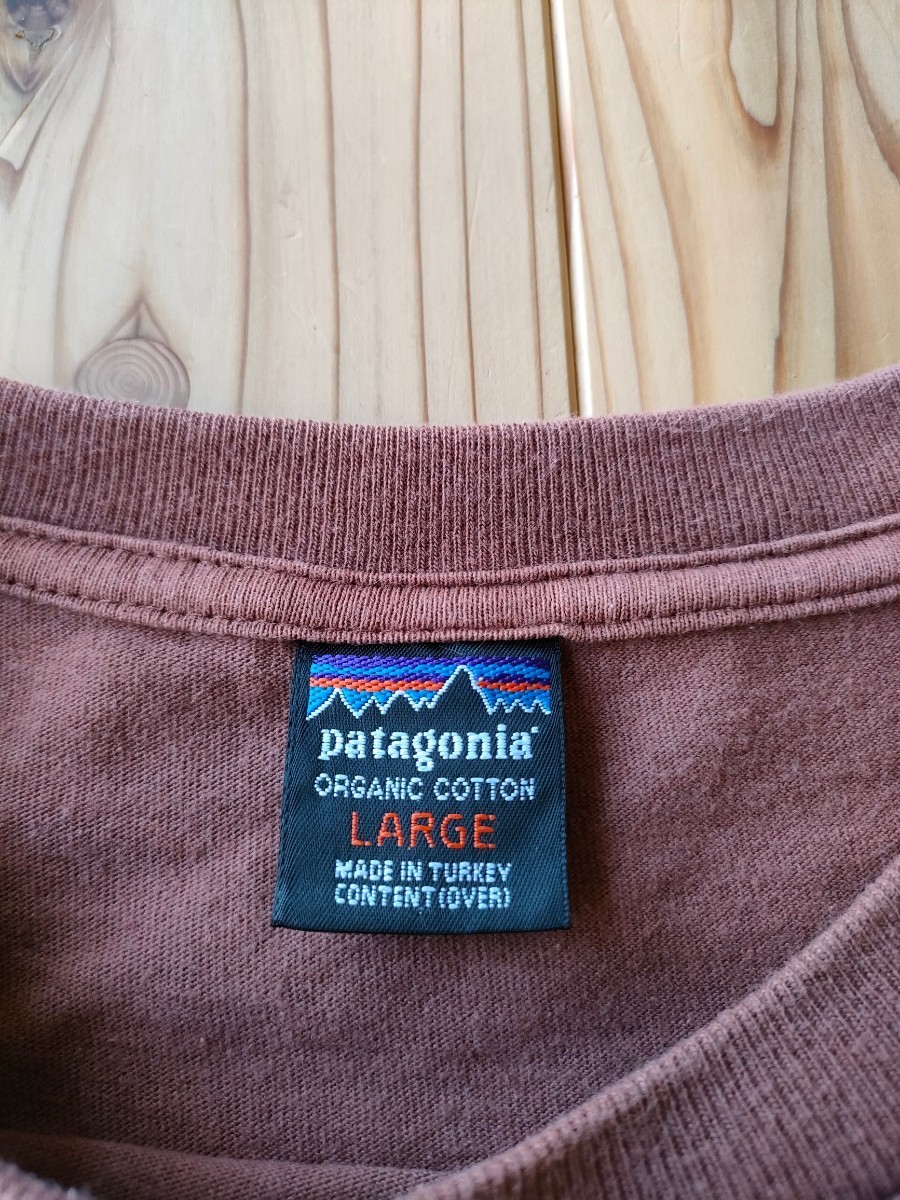 patagonia
ORGANIC COTTON
LARGE
MADE IN TURKEY
CONTENT(OVER)